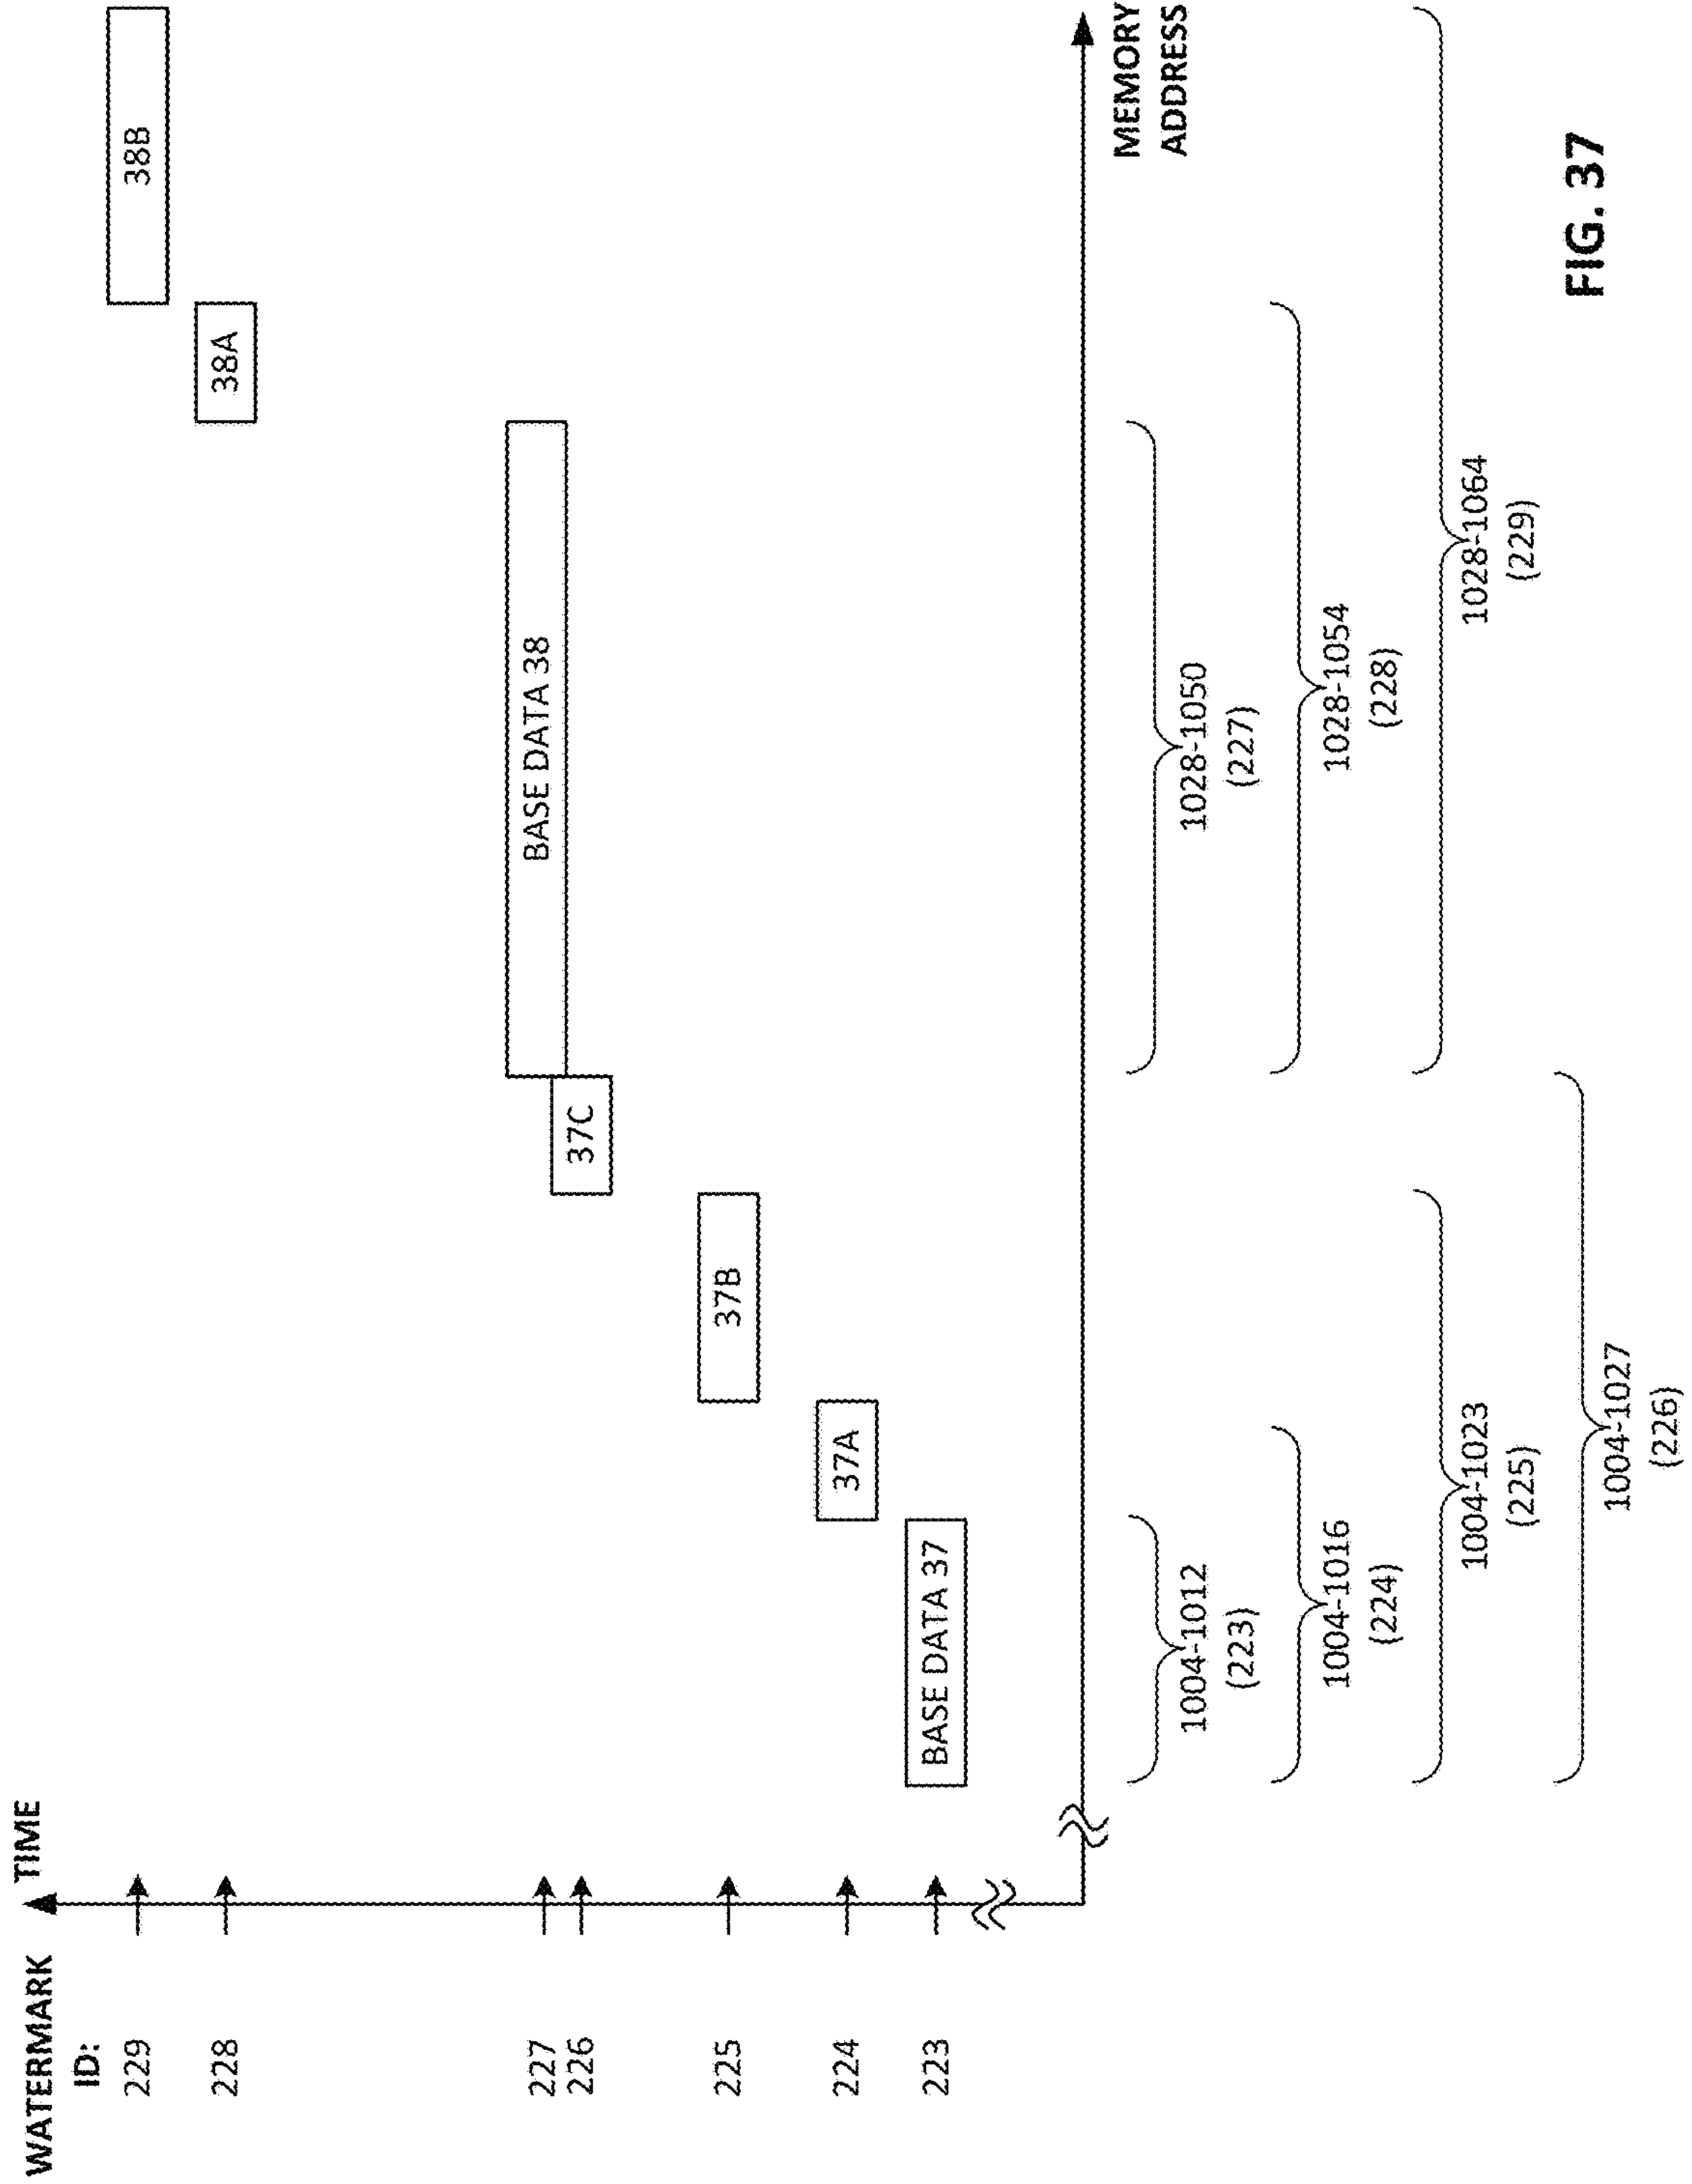 WATERMARK
ID:
TIME
229
228
227
226
225
224
223
38B
38A
BASE DATA 38
37C
37B
37A
BASE DATA 37
MEMORY
ADDRESS
1004-1012
(223)
1028-1050
(227)
1004-1016
(224)
1028-1054
(228)
1004-1023
(225)
1028-1064
(229)
1004-1027
(226)
FIG. 37